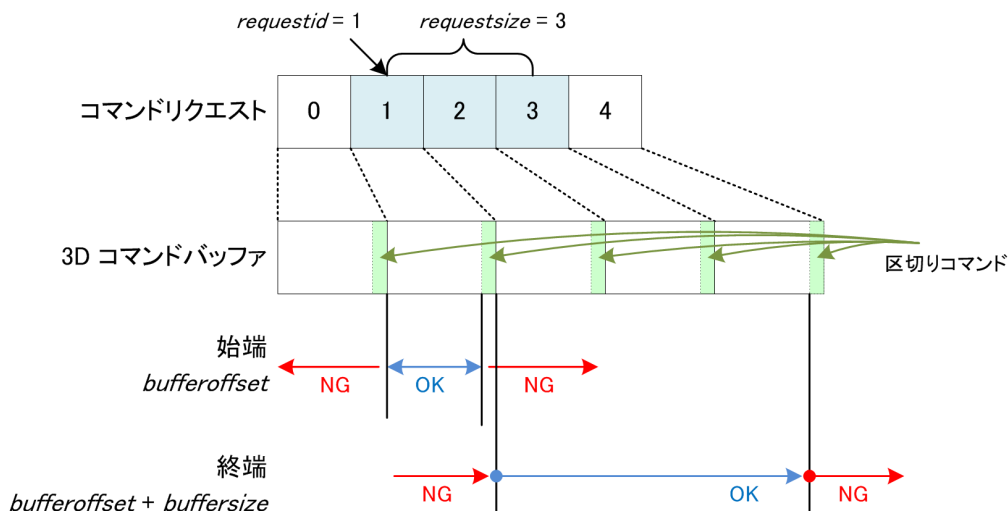 requestid = 1
requestsize = 3
コマンドリクエスト
0
1
2
3
4
3D コマンドバッファ
区切りコマンド
始端
bufferoffset
NG
OK
NG
終端
bufferoffset + buffersize
NG
OK
NG